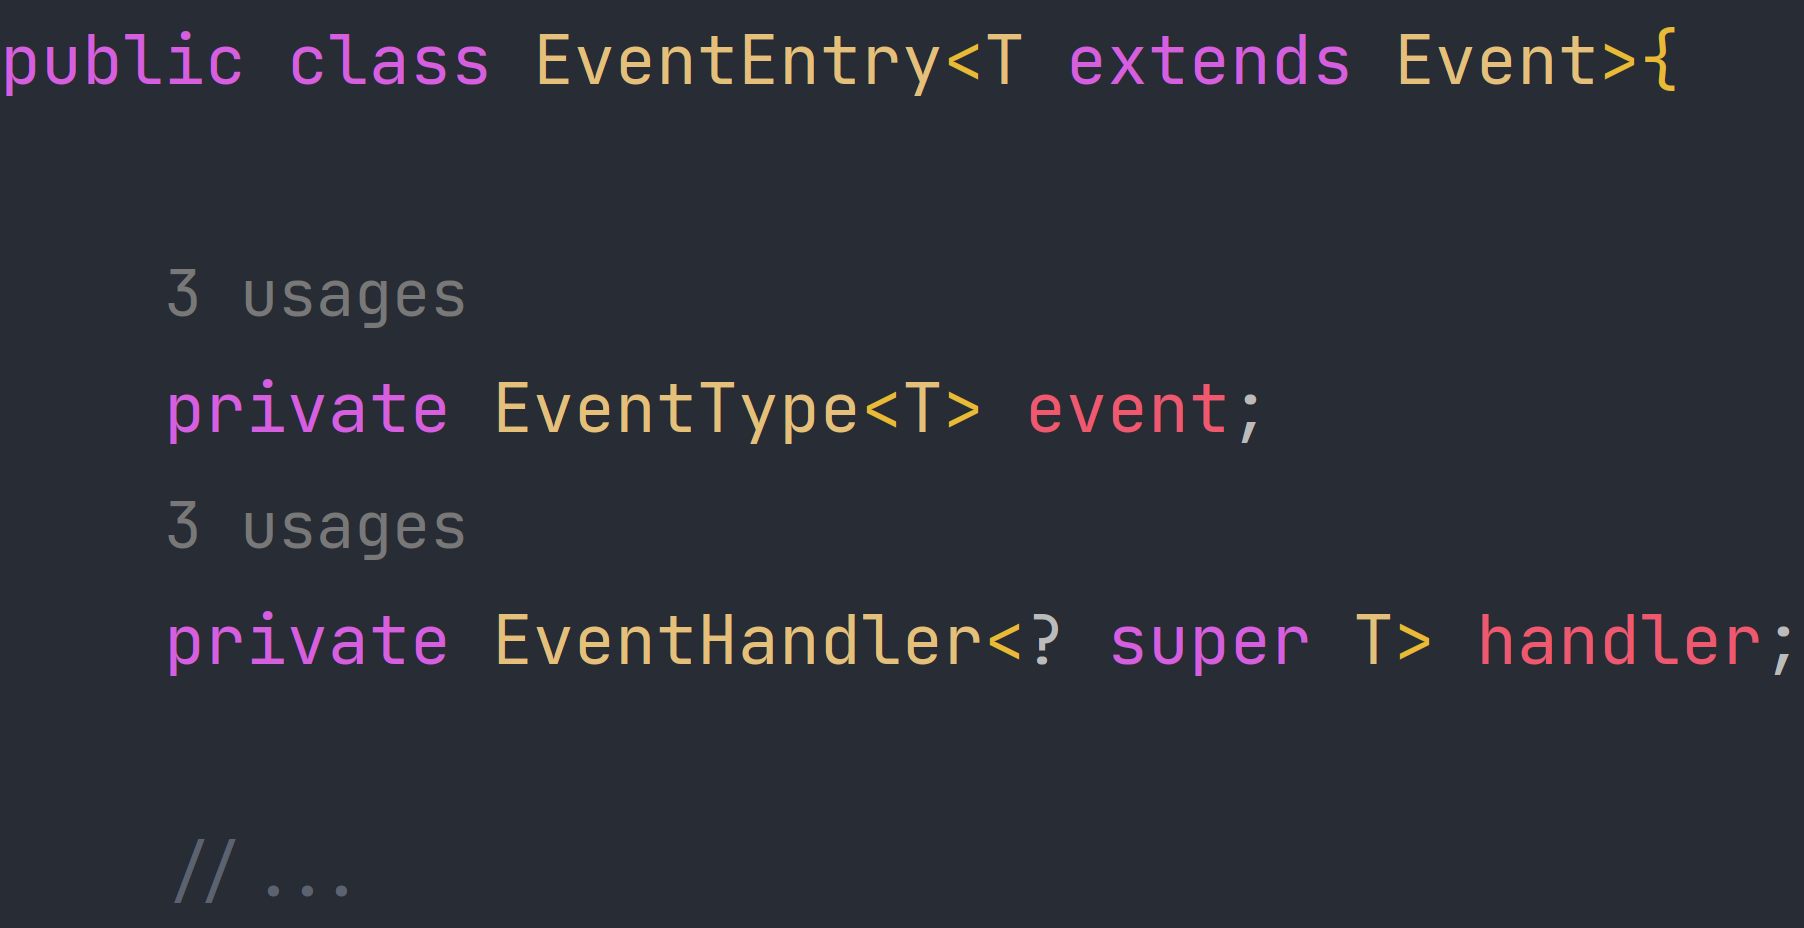 public class EventEntry<T extends Event>{
3 usages
private EventType<T> event;
3 usages
private EventHandler<? super T> handler;
//...